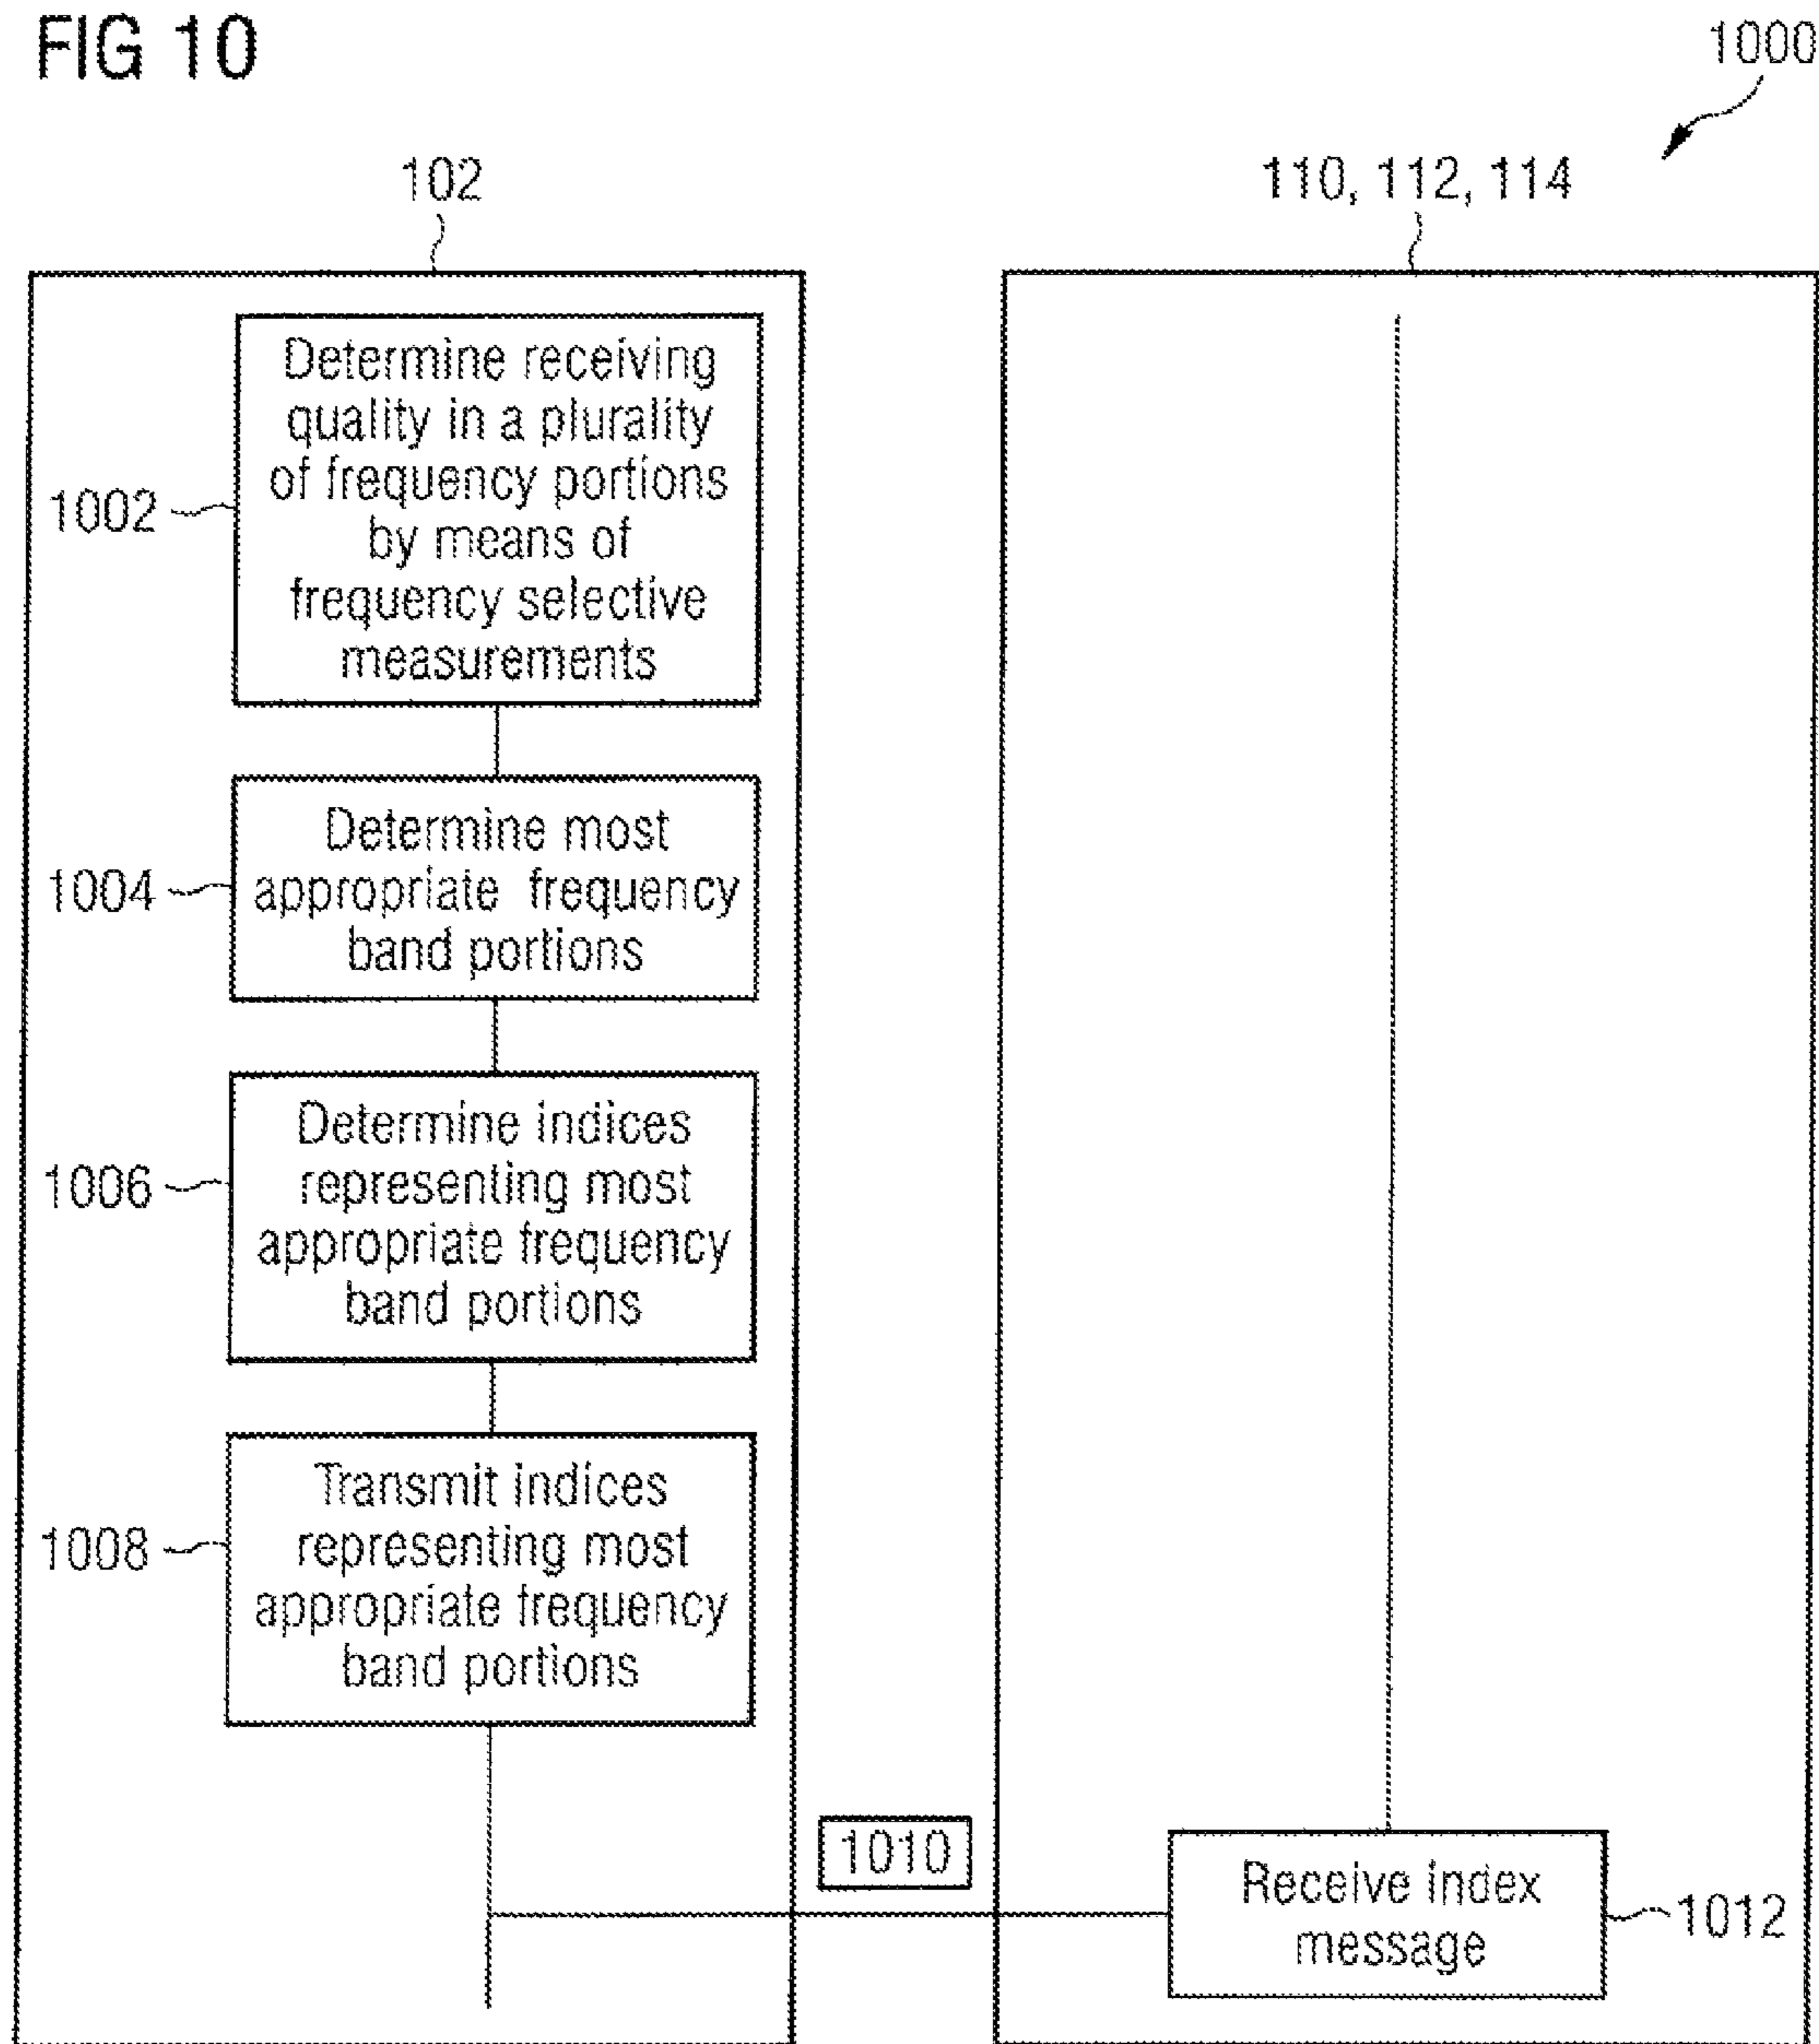 FIG 10
1000
102
110, 112, 114
1002
Determine receiving
quality in a plurality
of frequency portions
by means of
frequency selective
measurements
1004
Determine most
appropriate frequency
band portions
1006
Determine indices
representing most
appropriate frequency
band portions
1008
Transmit indices
representing most
appropriate frequency
band portions
1010
Receive index
message
1012